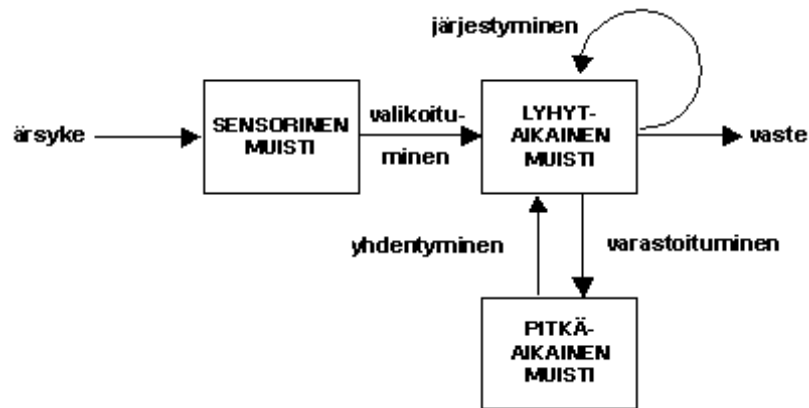 järjestyminen
ärsyke
SENSORINEN
MUISTI
valikoitu-
minen
LYHYT-
AIKAINEN
MUISTI
vaste
yhdentyminen
varastoituminen
PITKÄ-
AIKAINEN
MUISTI